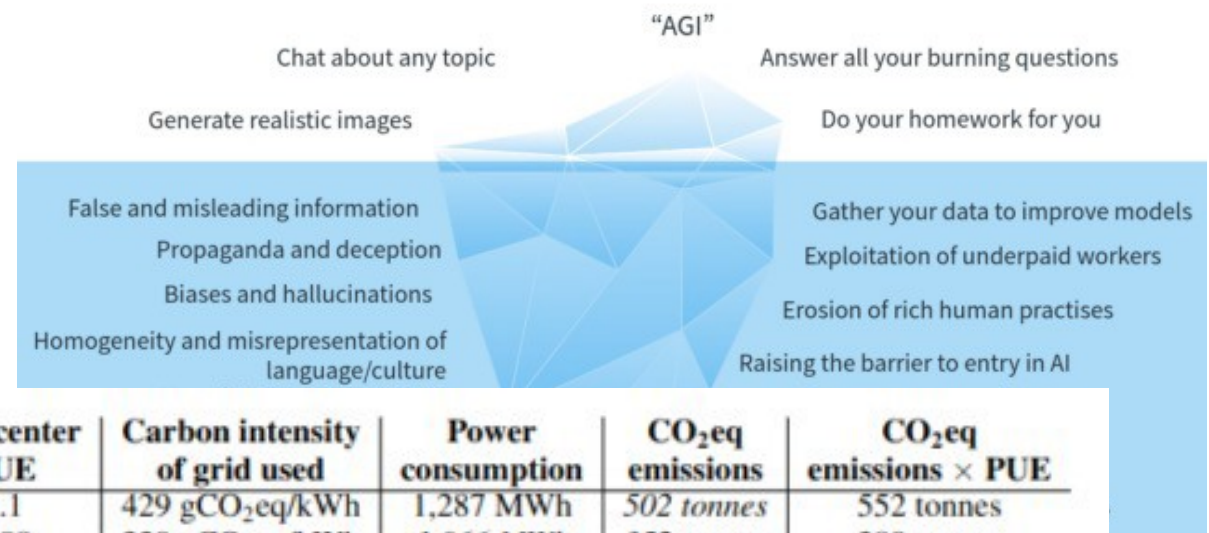 “AGI”
Chat about any topic
Answer all your burning questions
Generate realistic images
Do your homework for you
False and misleading information
Gather your data to improve models
Propaganda and deception
Exploitation of underpaid workers
Biases and hallucinations
Erosion of rich human practises
Homogeneity and misrepresentation of
language/culture
Raising the barrier to entry in AI
center Carbon intensity Power CO₂eq CO₂eq
UE of grid used consumption emissions emissions × PUE
.1 429 gCO₂eq/kWh 1,287 MWh 502 tonnes 552 tonnes